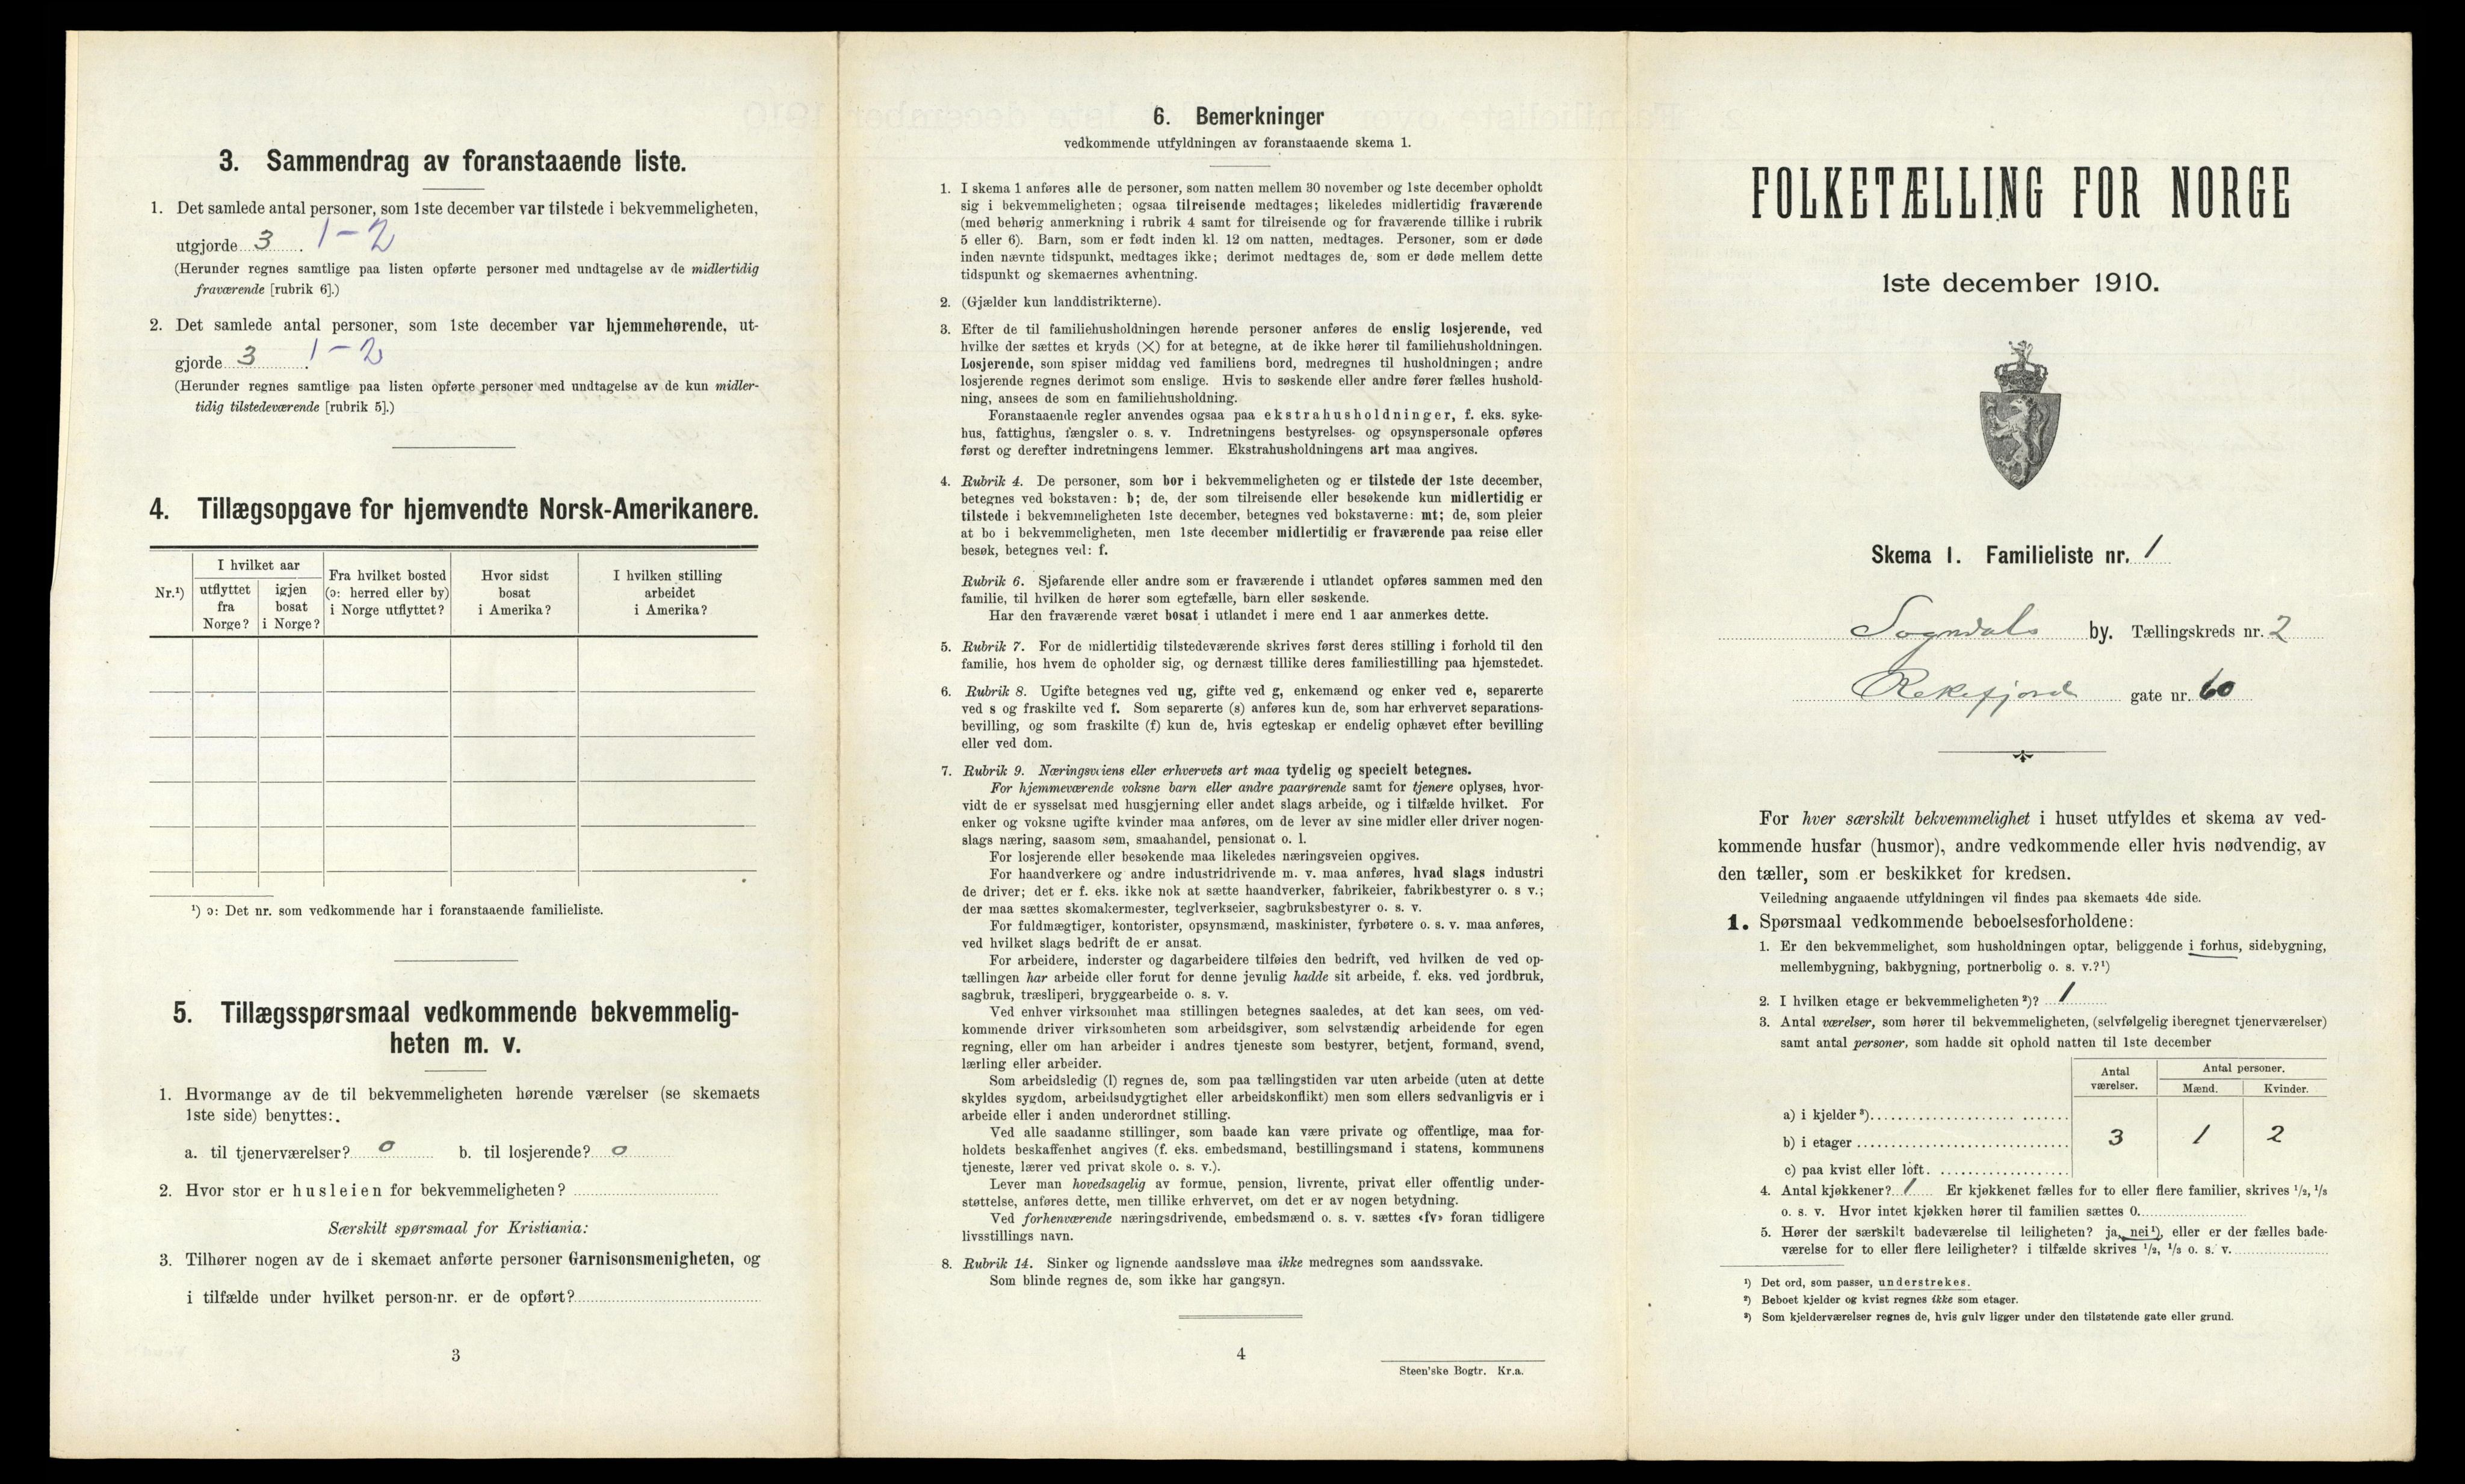 3. Sammendrag av foranstaaende liste.
1. Det samlede antal personer, som 1ste december var tilstede i bekvemmeligheten,
utgjorde 3 . 1-2
(Herunder regnes samtlige paa listen opførte personer med undtagelse av de midlertidig
fraværende [rubrik 6].)
2. Det samlede antal personer, som 1ste december var hjemmehørende, ut-
gjorde 3 . 1-2
(Herunder regnes samtlige paa listen opførte personer med undtagelse av de kun midler-
tidig tilstedeværende [rubrik 5].)
4. Tillægsopgave for hjemvendte Norsk-Amerikanere.
Nr.¹)
I hvilket aar
utflyttet
fra
Norge?
igjen
bosat
i Norge?
Fra hvilket bosted
(ɔ: herred eller by)
i Norge utflyttet?
Hvor sidst
bosat
i Amerika?
I hvilken stilling
arbeidet
i Amerika?
¹) ɔ: Det nr. som vedkommende har i foranstaaende familieliste.
5. Tillægsspørsmaal vedkommende bekvemmelig-
heten m. v.
1. Hvormange av de til bekvemmeligheten hørende værelser (se skemaets
1ste side) benyttes:.
a. til tjenerværelser? 0 b. til losjerende? 0
2. Hvor stor er husleien for bekvemmeligheten?
Særskilt spørsmaal for Kristiania:
3. Tilhører nogen av de i skemaet anførte personer Garnisonsmenigheten, og
i tilfælde under hvilket person-nr. er de opført?
3
6. Bemerkninger
vedkommende utfyldningen av foranstaaende skema 1.
1. I skema 1 anføres alle de personer, som natten mellem 30 november og 1ste december opholdt
sig i bekvemmeligheten; ogsaa tilreisende medtages; likeledes midlertidig fraværende
(med behørig anmerkning i rubrik 4 samt for tilreisende og for fraværende tillike i rubrik
5 eller 6). Barn, som er født inden kl. 12 om natten, medtages. Personer, som er døde
inden nævnte tidspunkt, medtages ikke; derimot medtages de, som er døde mellem dette
tidspunkt og skemaernes avhentning.
2. (Gjælder kun landdistrikterne).
3. Efter de til familiehusholdningen hørende personer anføres de enslig losjerende, ved
hvilke der sættes et kryds (×) for at betegne, at de ikke hører til familiehusholdningen.
Losjerende, som spiser middag ved familiens bord, medregnes til husholdningen; andre
losjerende regnes derimot som enslige. Hvis to søskende eller andre fører fælles hushold-
ning, ansees de som en familiehusholdning.
Foranstaaende regler anvendes ogsaa paa ekstrahusholdninger, f. eks. syke-
hus, fattighus, fængsler o. s. v. Indretningens bestyrelses- og opsynspersonale opføres
først og derefter indretningens lemmer. Ekstrahusholdningens art maa angives.
4. Rubrik 4. De personer, som bor i bekvemmeligheten og er tilstede der 1ste december,
betegnes ved bokstaven: b; de, der som tilreisende eller besøkende kun midlertidig er
tilstede i bekvemmeligheten 1ste december, betegnes ved bokstaverne: mt; de, som pleier
at bo i bekvemmeligheten, men 1ste december midlertidig er fraværende paa reise eller
besøk, betegnes ved: f.
Rubrik 6. Sjøfarende eller andre som er fraværende i utlandet opføres sammen med den
familie, til hvilken de hører som egtefælle, barn eller søskende.
Har den fraværende været bosat i utlandet i mere end 1 aar anmerkes dette.
5. Rubrik 7. For de midlertidig tilstedeværende skrives først deres stilling i forhold til den
familie, hos hvem de opholder sig, og dernæst tillike deres familiestilling paa hjemstedet.
6. Rubrik 8. Ugifte betegnes ved ug, gifte ved g, enkemænd og enker ved e, separerte
ved s og fraskilte ved f. Som separerte (s) anføres kun de, som har erhvervet separations-
bevilling, og som fraskilte (f) kun de, hvis egteskap er endelig ophævet efter bevilling
eller ved dom.
7. Rubrik 9. Næringsveiens eller erhvervets art maa tydelig og specielt betegnes.
For hjemmeværende voksne barn eller andre paarørende samt for tjenere oplyses, hvor-
vidt de er sysselsat med husgjerning eller andet slags arbeide, og i tilfælde hvilket. For
enker og voksne ugifte kvinder maa anføres, om de lever av sine midler eller driver nogen-
slags næring, saasom søm, smaahandel, pensionat o. l.
For losjerende eller besøkende maa likeledes næringsveien opgives.
For haandverkere og andre industridrivende m. v. maa anføres, hvad slags industri
de driver; det er f. eks. ikke nok at sætte haandverker, fabrikeier, fabrikbestyrer o. s v.;
der maa sættes skomakermester, teglverkseier, sagbruksbestyrer o. s. v.
For fuldmægtiger, kontorister, opsynsmænd, maskinister, fyrbøtere o. s. v. maa anføres,
ved hvilket slags bedrift de er ansat.
For arbeidere, inderster og dagarbeidere tilføies den bedrift, ved hvilken de ved op-
tællingen har arbeide eller forut for denne jevnlig hadde sit arbeide, f. eks. ved jordbruk,
sagbruk, træsliperi, bryggearbeide o. s. v.
Ved enhver virksomhet maa stillingen betegnes saaledes, at det kan sees, om ved-
kommende driver virksomheten som arbeidsgiver, som selvstændig arbeidende for egen
regning, eller om han arbeider i andres tjeneste som bestyrer, betjent, formand, svend,
lærling eller arbeider.
Som arbeidsledig (l) regnes de, som paa tællingstiden var uten arbeide (uten at dette
skyldes sygdom, arbeidsudygtighet eller arbeidskonflikt) men som ellers sedvanligvis er i
arbeide eller i anden underordnet stilling.
Ved alle saadanne stillinger, som baade kan være private og offentlige, maa for-
holdets beskaffenhet angives (f. eks. embedsmand, bestillingsmand i statens, kommunens
tjeneste, lærer ved privat skole o. s. v.).
Lever man hovedsagelig av formue, pension, livrente, privat eller offentlig under-
støttelse, anføres dette, men tillike erhvervet, om det er av nogen betydning.
Ved forhenværende næringsdrivende, embedsmænd o. s. v. sættes «fv» foran tidligere
livsstillings navn.
8. Rubrik 14. Sinker og lignende aandssløve maa ikke medregnes som aandssvake.
Som blinde regnes de, som ikke har gangsyn.
4
Steen'ske Bogtr. Kr.a.
FOLKETÆLLING FOR NORGE
1ste december 1910.
Skema 1. Familieliste nr. 1
Sogndals by. Tællingskreds nr. 2
Rekefjord gate nr. 60
For hver særskilt bekvemmelighet i huset utfyldes et skema av ved-
kommende husfar (husmor), andre vedkommende eller hvis nødvendig, av
den tæller, som er beskikket for kredsen.
Veiledning angaaende utfyldningen vil findes paa skemaets 4de side.
1. Spørsmaal vedkommende beboelsesforholdene:
1. Er den bekvemmelighet, som husholdningen optar, beliggende i forhus, sidebygning,
mellembygning, bakbygning, portnerbolig o. s. v.?¹)
2. I hvilken etage er bekvemmeligheten²)? 1
3. Antal værelser, som hører til bekvemmeligheten, (selvfølgelig iberegnet tjenerværelser)
samt antal personer, som hadde sit ophold natten til 1ste december
Antal
værelser.
Antal personer.
Mænd. Kvinder.
a) i kjelder³)
b) i etager 3 1 2
c) paa kvist eller loft
4. Antal kjøkkener? 1 Er kjøkkenet fælles for to eller flere familier, skrives ¹/₂, ¹/₃
o. s. v. Hvor intet kjøkken hører til familien sættes 0.
5. Hører der særskilt badeværelse til leiligheten? ja, nei¹), eller er der fælles bade-
værelse for to eller flere leiligheter? i tilfælde skrives ¹/₂, ¹/₃ o. s. v.
¹) Det ord, som passer, understrekes.
²) Beboet kjelder og kvist regnes ikke som etager.
³) Som kjelderværelser regnes de, hvis gulv ligger under den tilstøtende gate eller grund.